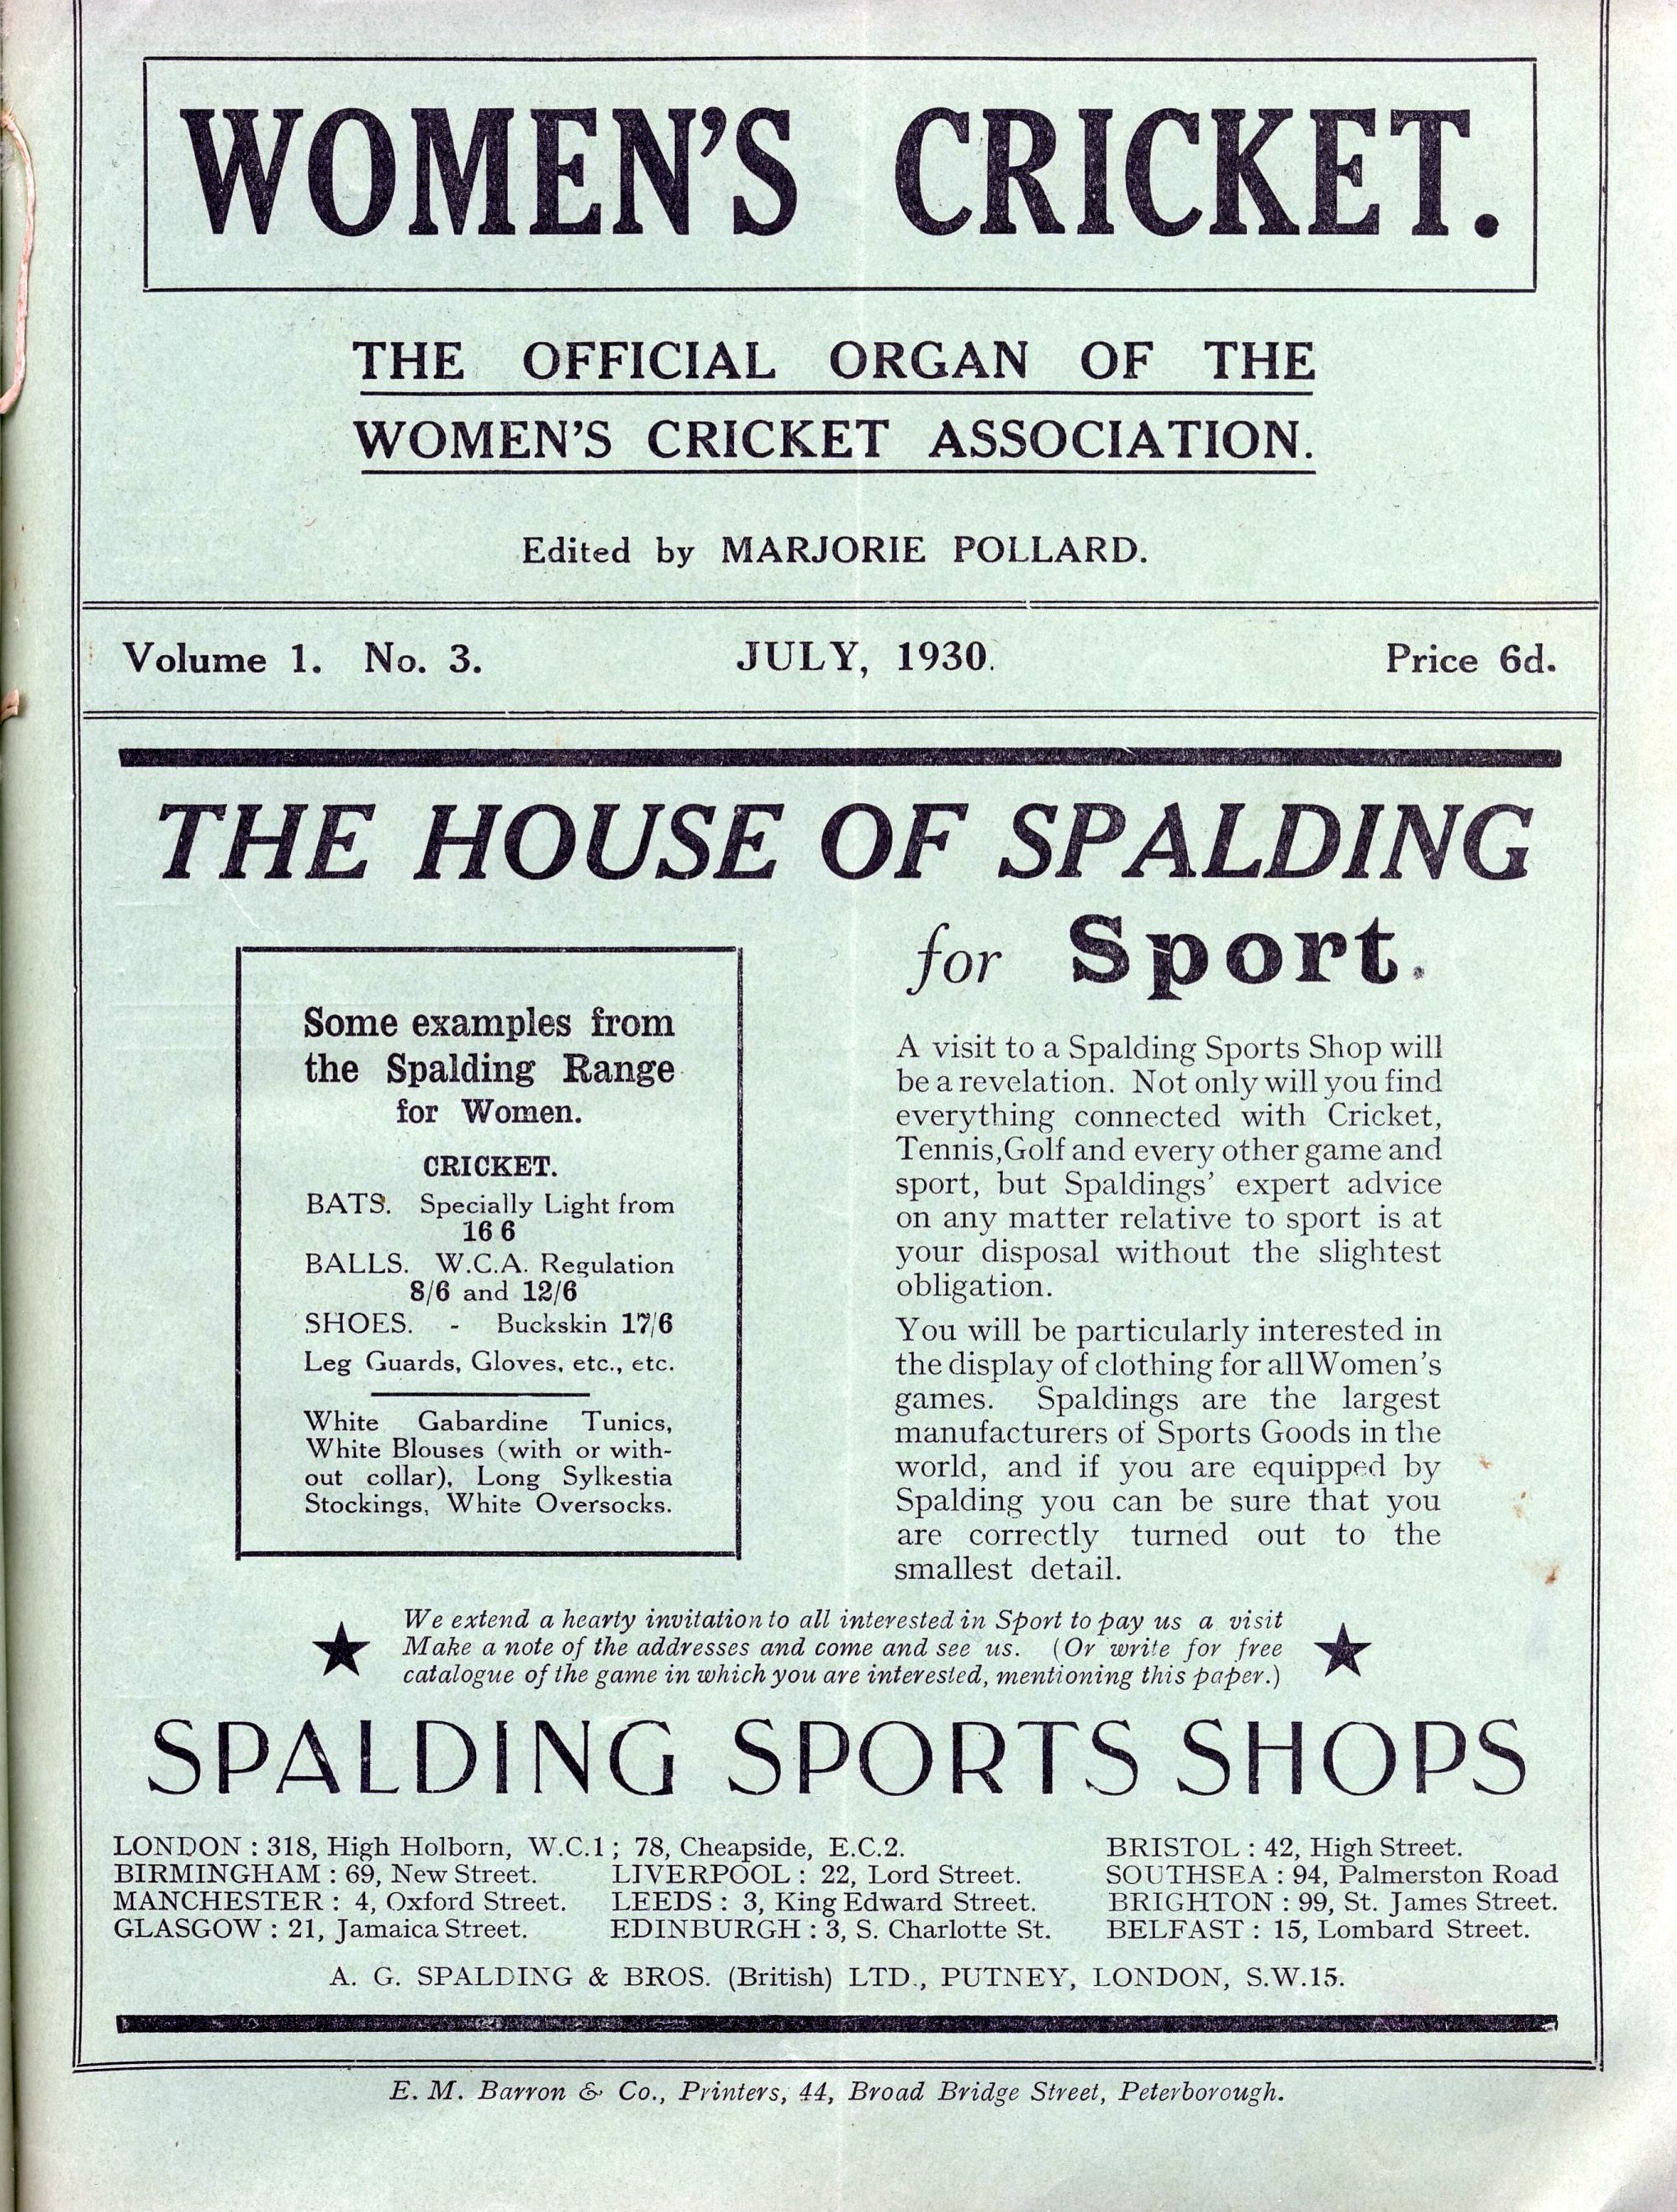 WOMEN'S CRICKET.
THE OFFICIAL ORGAN OF THE
WOMEN'S CRICKET ASSOCIATION.
Edited by MARJORIE POLLARD.
Volume 1. No. 3. JULY, 1930. Price 6d.
THE HOUSE OF SPALDING
for Sport.
Some examples from
the Spalding Range
for Women.
CRICKET.
BATS. Specially Light from
16 6
BALLS. W.C.A. Regulation
8/6 and 12/6
SHOES. - Buckskin 17/6
Leg Guards, Gloves, etc., etc.
White Gabardine Tunics,
White Blouses (with or with-
out collar), Long Sylkestia
Stockings, White Oversocks.
A visit to a Spalding Sports Shop will
be a revelation. Not only will you find
everything connected with Cricket,
Tennis, Golf and every other game and
sport, but Spaldings' expert advice
on any matter relative to sport is at
your disposal without the slightest
obligation.
You will be particularly interested in
the display of clothing for all Women's
games. Spaldings are the largest
manufacturers of Sports Goods in the
world, and if you are equipped by
Spalding you can be sure that you
are correctly turned out to the
smallest detail.
We extend a hearty invitation to all interested in Sport to pay us a visit
Make a note of the addresses and come and see us. (Or write for free
catalogue of the game in which you are interested, mentioning this paper.)
SPALDING SPORTS SHOPS
LONDON : 318, High Holborn, W.C.1 ; 78, Cheapside, E.C.2. BRISTOL : 42, High Street.
BIRMINGHAM : 69, New Street. LIVERPOOL : 22, Lord Street. SOUTHSEA : 94, Palmerston Road
MANCHESTER : 4, Oxford Street. LEEDS : 3, King Edward Street. BRIGHTON : 99, St. James Street.
GLASGOW : 21, Jamaica Street. EDINBURGH : 3, S. Charlotte St. BELFAST : 15, Lombard Street.
A. G. SPALDING & BROS. (British) LTD., PUTNEY, LONDON, S.W.15.
E. M. Barron & Co., Printers, 44, Broad Bridge Street, Peterborough.